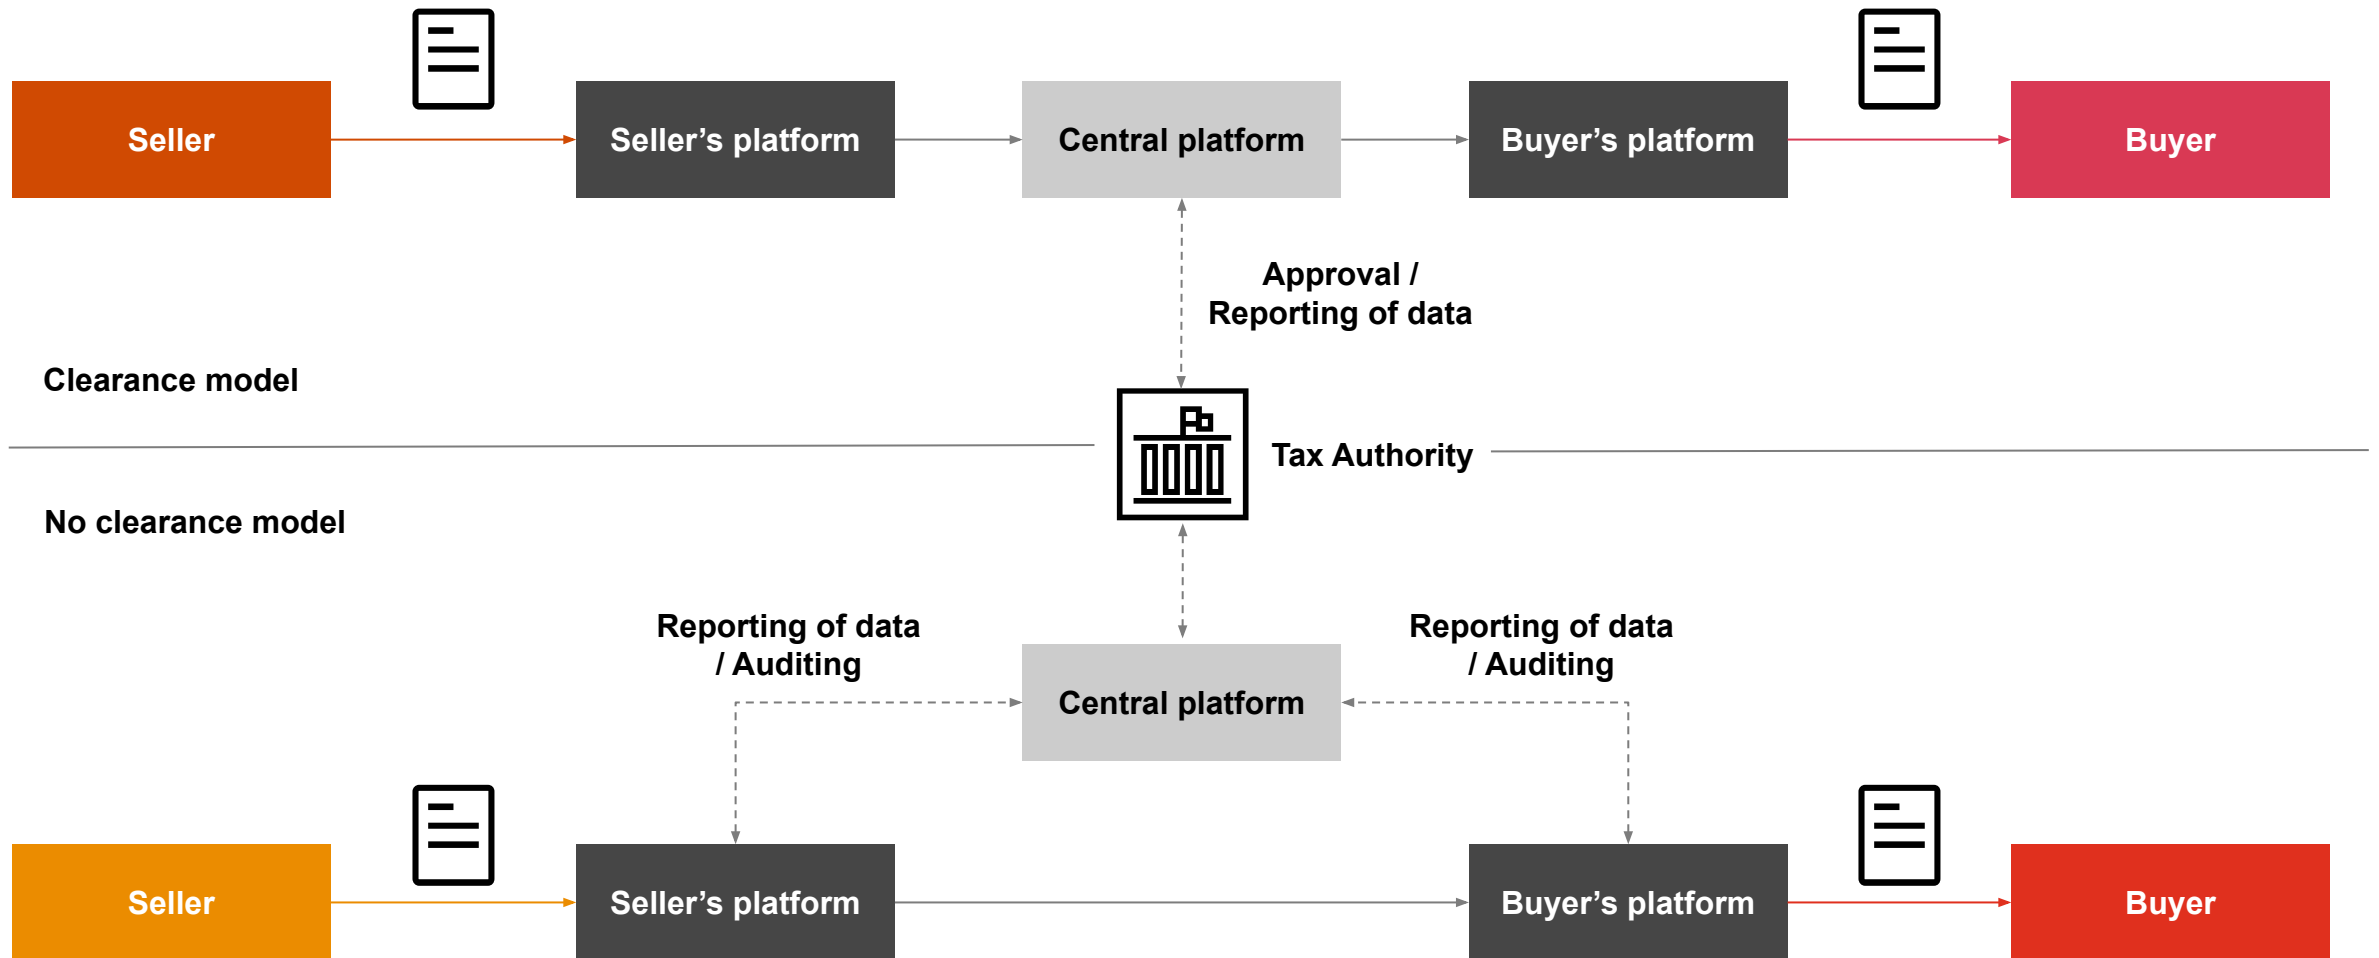 Seller
Seller’s platform
Central platform
Buyer’s platform
Buyer
Approval /
Reporting of data
Clearance model
Tax Authority
No clearance model
Reporting of data
/ Auditing
Reporting of data
/ Auditing
Central platform
Seller
Seller’s platform
Buyer’s platform
Buyer